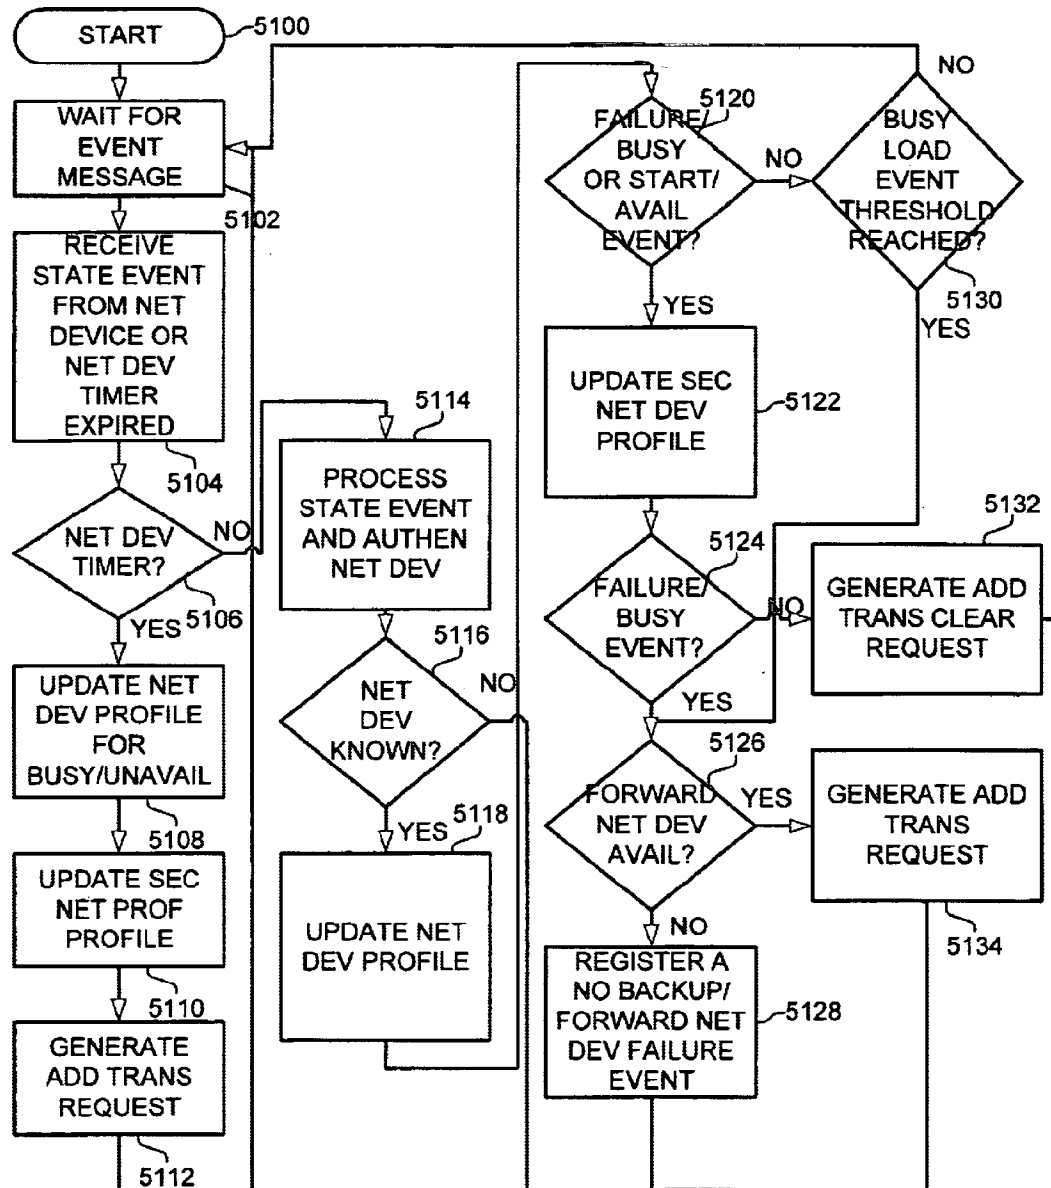 START
5100
WAIT FOR
EVENT
MESSAGE
5102
RECEIVE
STATE EVENT
FROM NET
DEVICE OR
NET DEV
TIMER
EXPIRED
5104
NET DEV
TIMER?
NO
5106
YES
UPDATE NET
DEV PROFILE
FOR
BUSY/UNAVAIL
5108
UPDATE SEC
NET PROF
PROFILE
5110
GENERATE
ADD TRANS
REQUEST
5112
5114
PROCESS
STATE EVENT
AND AUTHEN
NET DEV
5116
NET
DEV
KNOWN?
NO
YES
5118
UPDATE NET
DEV PROFILE
5120
FAILURE/
BUSY
OR START/
AVAIL
EVENT?
NO
YES
UPDATE SEC
NET DEV
PROFILE
5122
5124
FAILURE/
BUSY
EVENT?
NO
YES
5126
FORWARD
NET DEV
AVAIL?
YES
NO
REGISTER A
NO BACKUP/
FORWARD NET
DEV FAILURE
EVENT
5128
NO
BUSY
LOAD
EVENT
THRESHOLD
REACHED?
5130
YES
5132
GENERATE ADD
TRANS CLEAR
REQUEST
GENERATE ADD
TRANS
REQUEST
5134